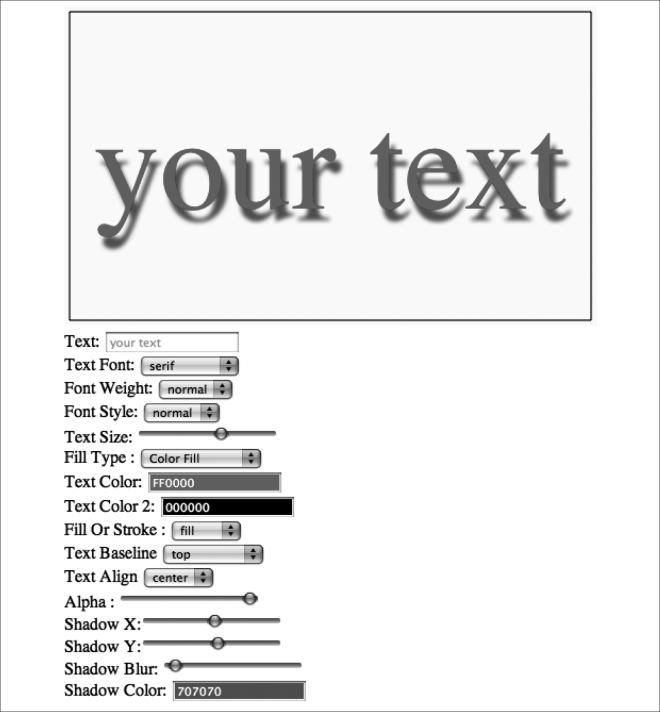 your text
Text: your text
Text Font: serif
Font Weight: normal
Font Style: normal
Text Size:
Fill Type : Color Fill
Text Color: FF0000
Text Color 2: 000000
Fill Or Stroke : fill
Text Baseline top
Text Align center
Alpha :
Shadow X:
Shadow Y:
Shadow Blur:
Shadow Color: 707070